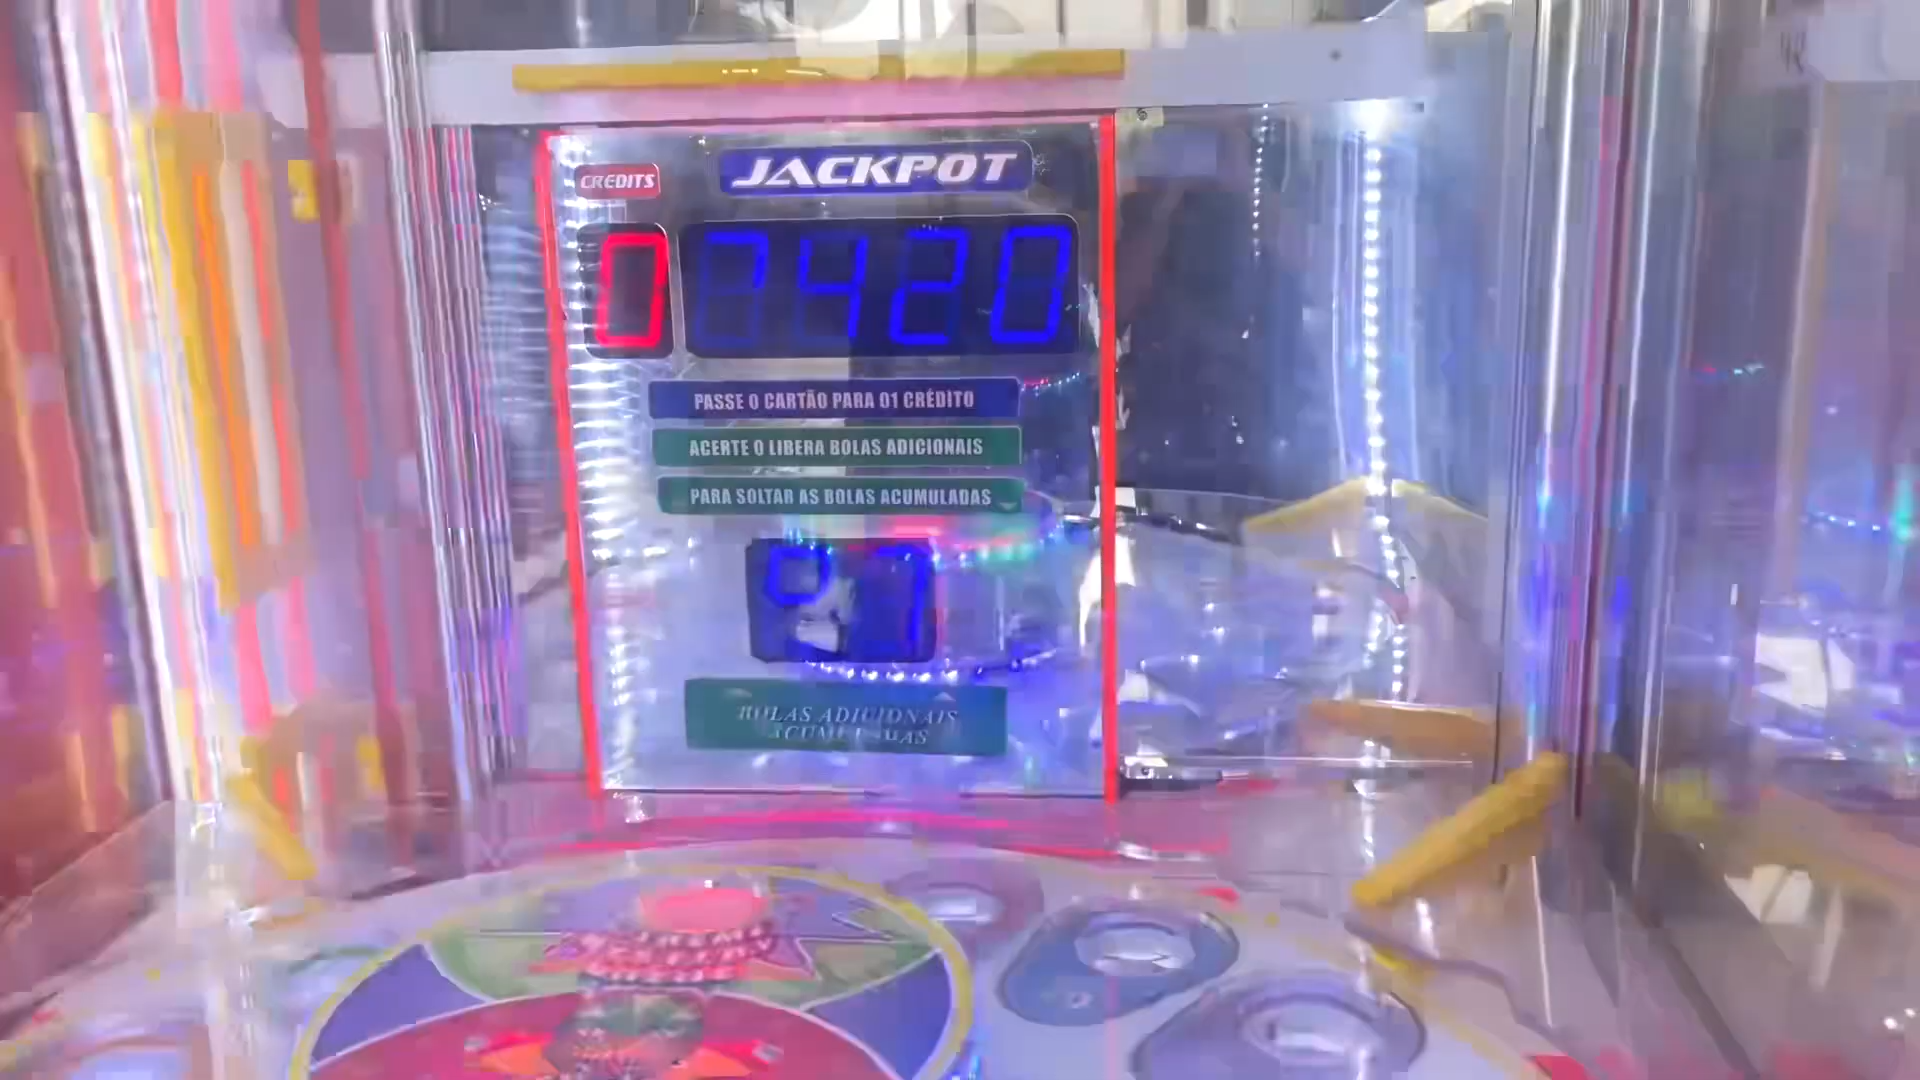 CREDITS
JACKPOT
0
7420
PASSE O CARTÃO PARA 01 CRÉDITO
ACERTE O LIBERA BOLAS ADICIONAIS
PARA SOLTAR AS BOLAS ACUMULADAS
BOLAS ADICIONAIS